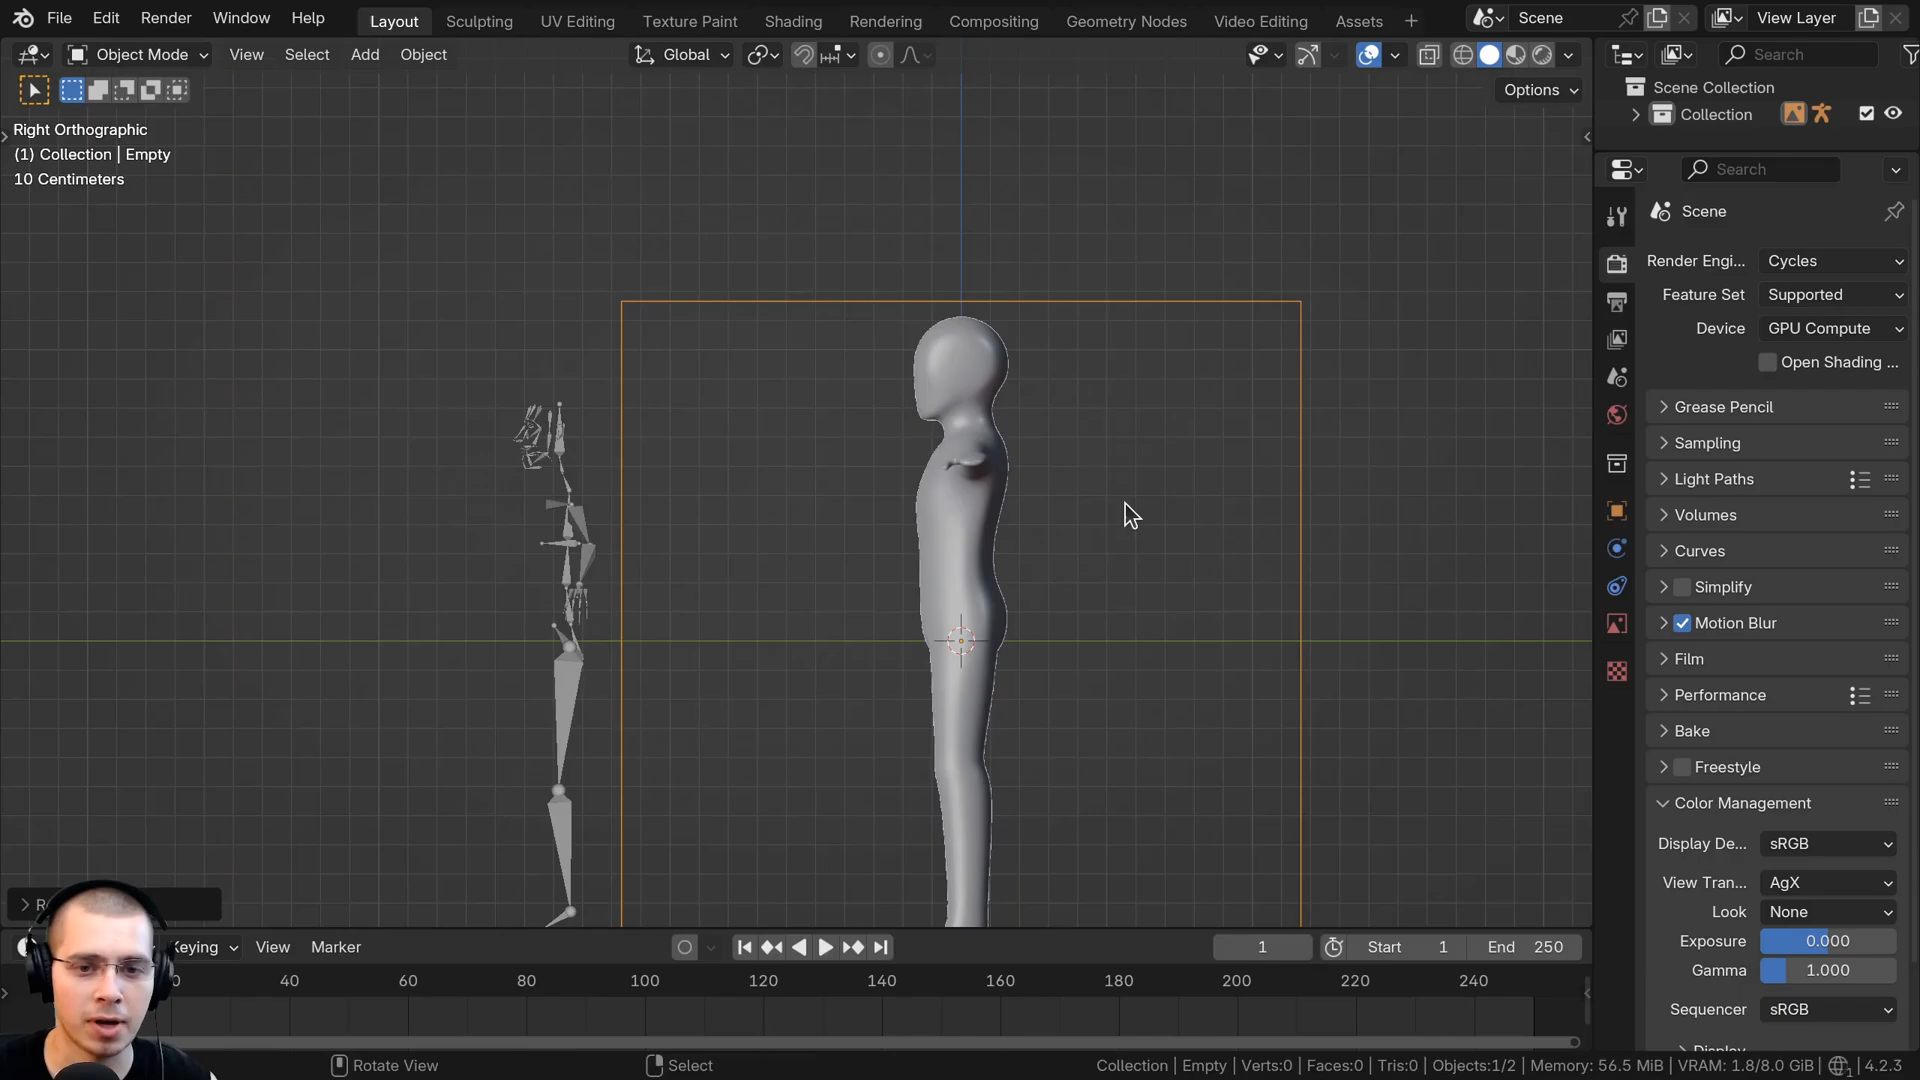 File Edit Render Window Help Layout Sculpting UV Editing Texture Paint Shading Rendering Compositing Geometry Nodes Video Editing Assets + Scene View Layer
Object Mode View Select Add Object Global Search
Options
Scene Collection
Collection
Right Orthographic
(1) Collection | Empty
10 Centimeters
Search
Scene
Render Engi... Cycles
Feature Set Supported
Device GPU Compute
Open Shading ...
Grease Pencil
Sampling
Light Paths
Volumes
Curves
Simplify
Motion Blur
Film
Performance
Bake
Freestyle
Color Management
Display De... sRGB
View Tran... AgX
Look None
Exposure 0.000
Gamma 1.000
Sequencer sRGB
Keying View Marker 1 Start 1 End 250
40 60 80 100 120 140 160 180 200 220 240
Rotate View Select Collection | Empty | Verts:0 | Faces:0 | Tris:0 | Objects:1/2 | Memory: 56.5 MiB | VRAM: 1.8/8.0 GiB | 4.2.3